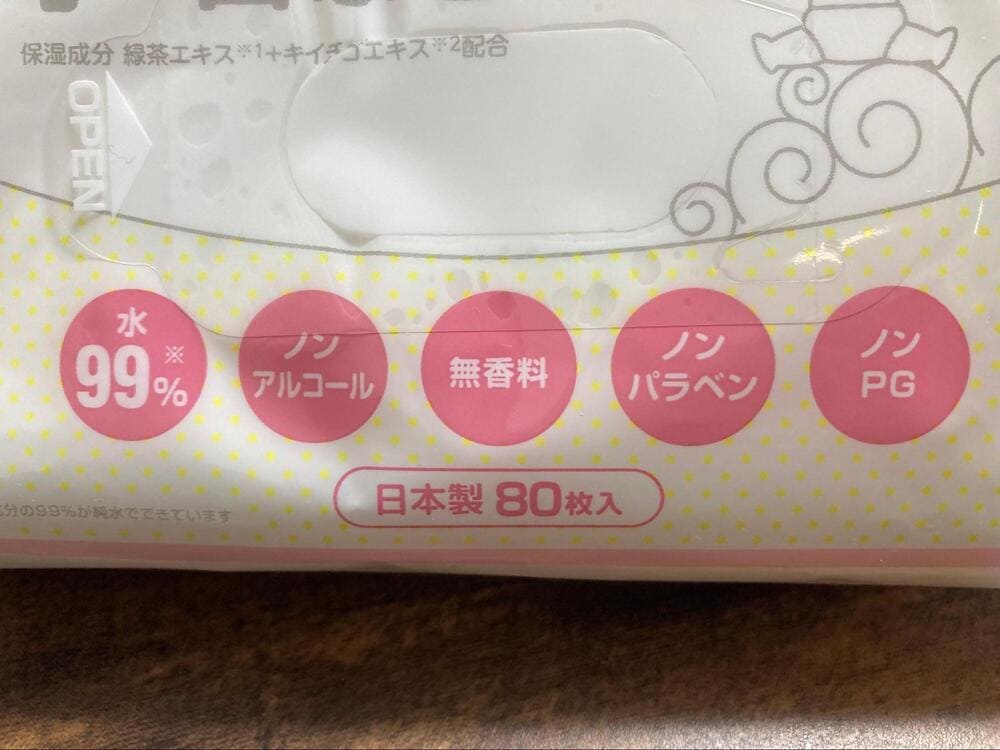 保湿成分 緑茶エキス※1+キイチゴエキス※2配合
OPEN
水
99※%
ノン
アルコール
無香料
ノン
パラベン
ノン
PG
日本製 80枚入
分の99%が純水でできています